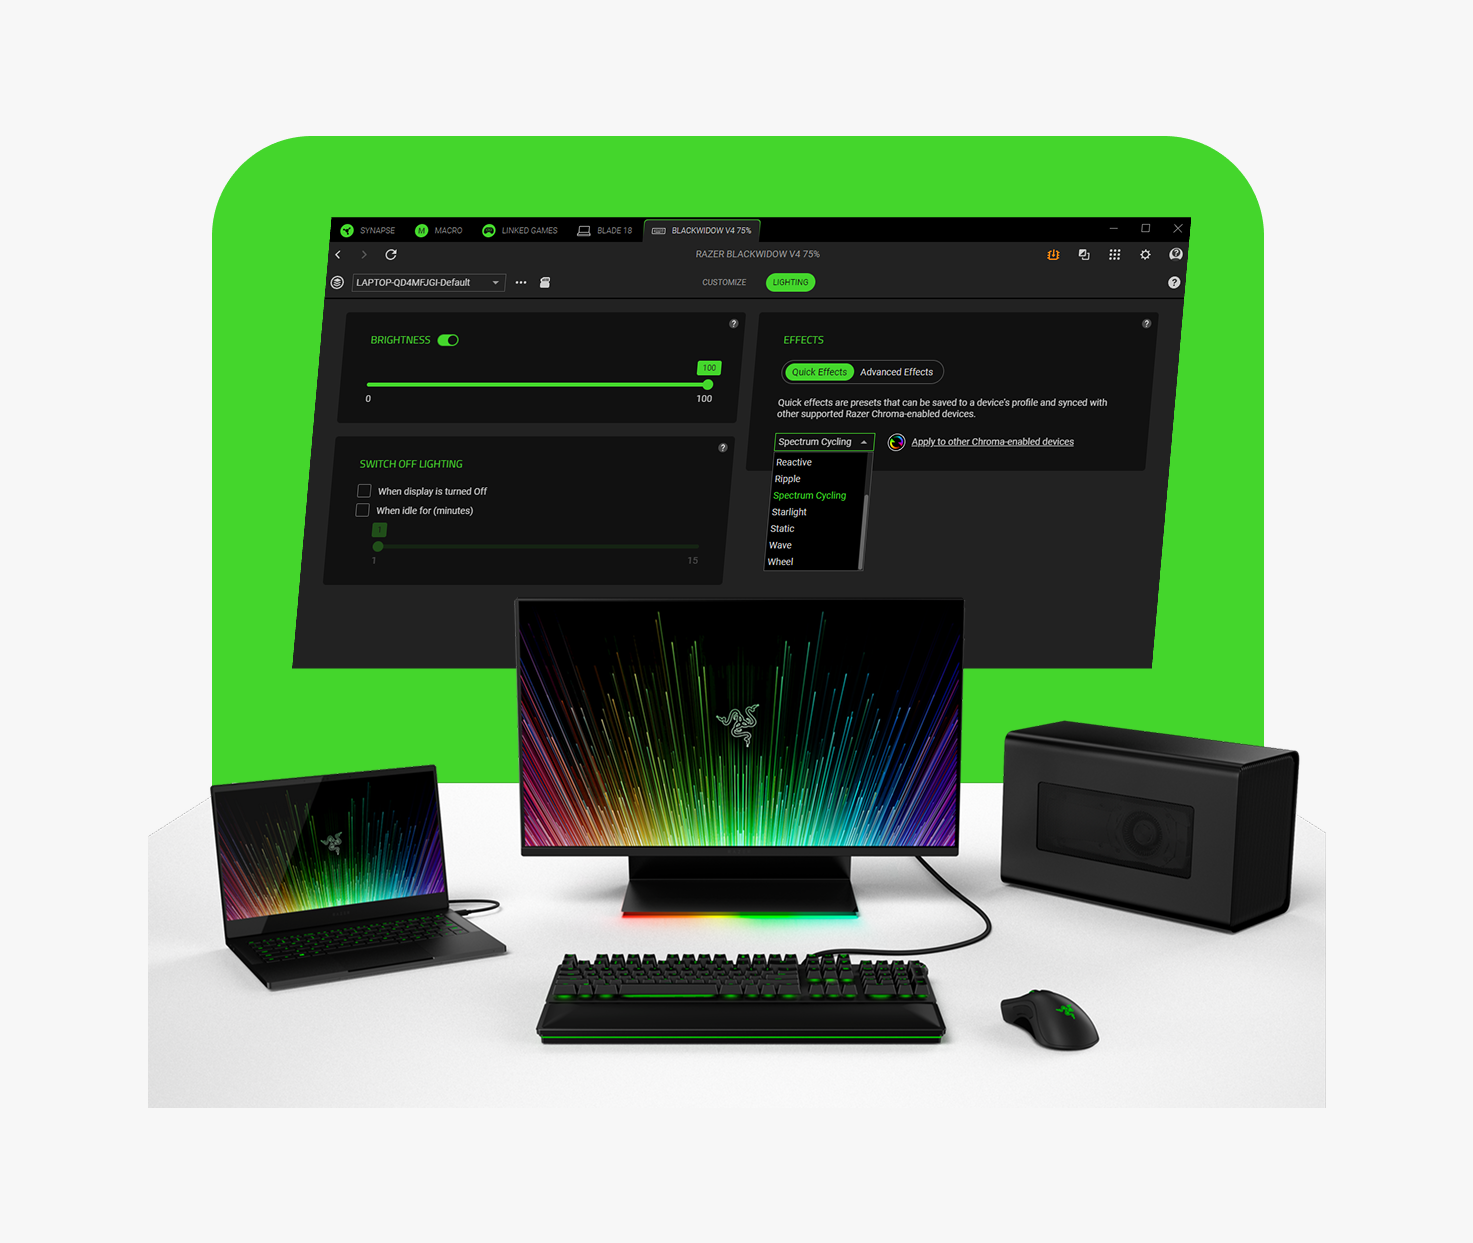 SYNAPSE
MACRO
LINKED GAMES
BLADE 18
BLACKWIDOW V4 75%
RAZER BLACKWIDOW V4 75%
LAPTOP-QD4MFJGI-Default
CUSTOMIZE
LIGHTING
BRIGHTNESS
100
0
100
SWITCH OFF LIGHTING
When display is turned Off
When idle for (minutes)
1
1
15
EFFECTS
Quick Effects
Advanced Effects
Quick effects are presets that can be saved to a device's profile and synced with
other supported Razer Chroma-enabled devices.
Spectrum Cycling
Apply to other Chroma-enabled devices
Reactive
Ripple
Spectrum Cycling
Starlight
Static
Wave
Wheel